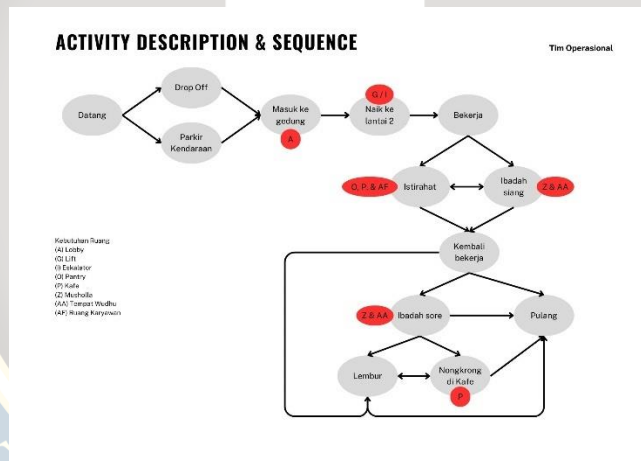 ACTIVITY DESCRIPTION & SEQUENCE
Tim Operasional
Datang
Drop Off
Parkir
Kendaraan
Masuk ke
gedung
A
G / I
Naik ke
lantai 2
Bekerja
O, P, & AF
Istirahat
Ibadah
siang
Z & AA
Kembali
bekerja
Z & AA
Ibadah sore
Pulang
Lembur
Nongkrong
di Kafe
P
Kebutuhan Ruang
(A) Lobby
(G) Lift
(I) Eskalator
(O) Pantry
(P) Kafe
(Z) Musholla
(AA) Tempat Wudhu
(AF) Ruang Karyawan